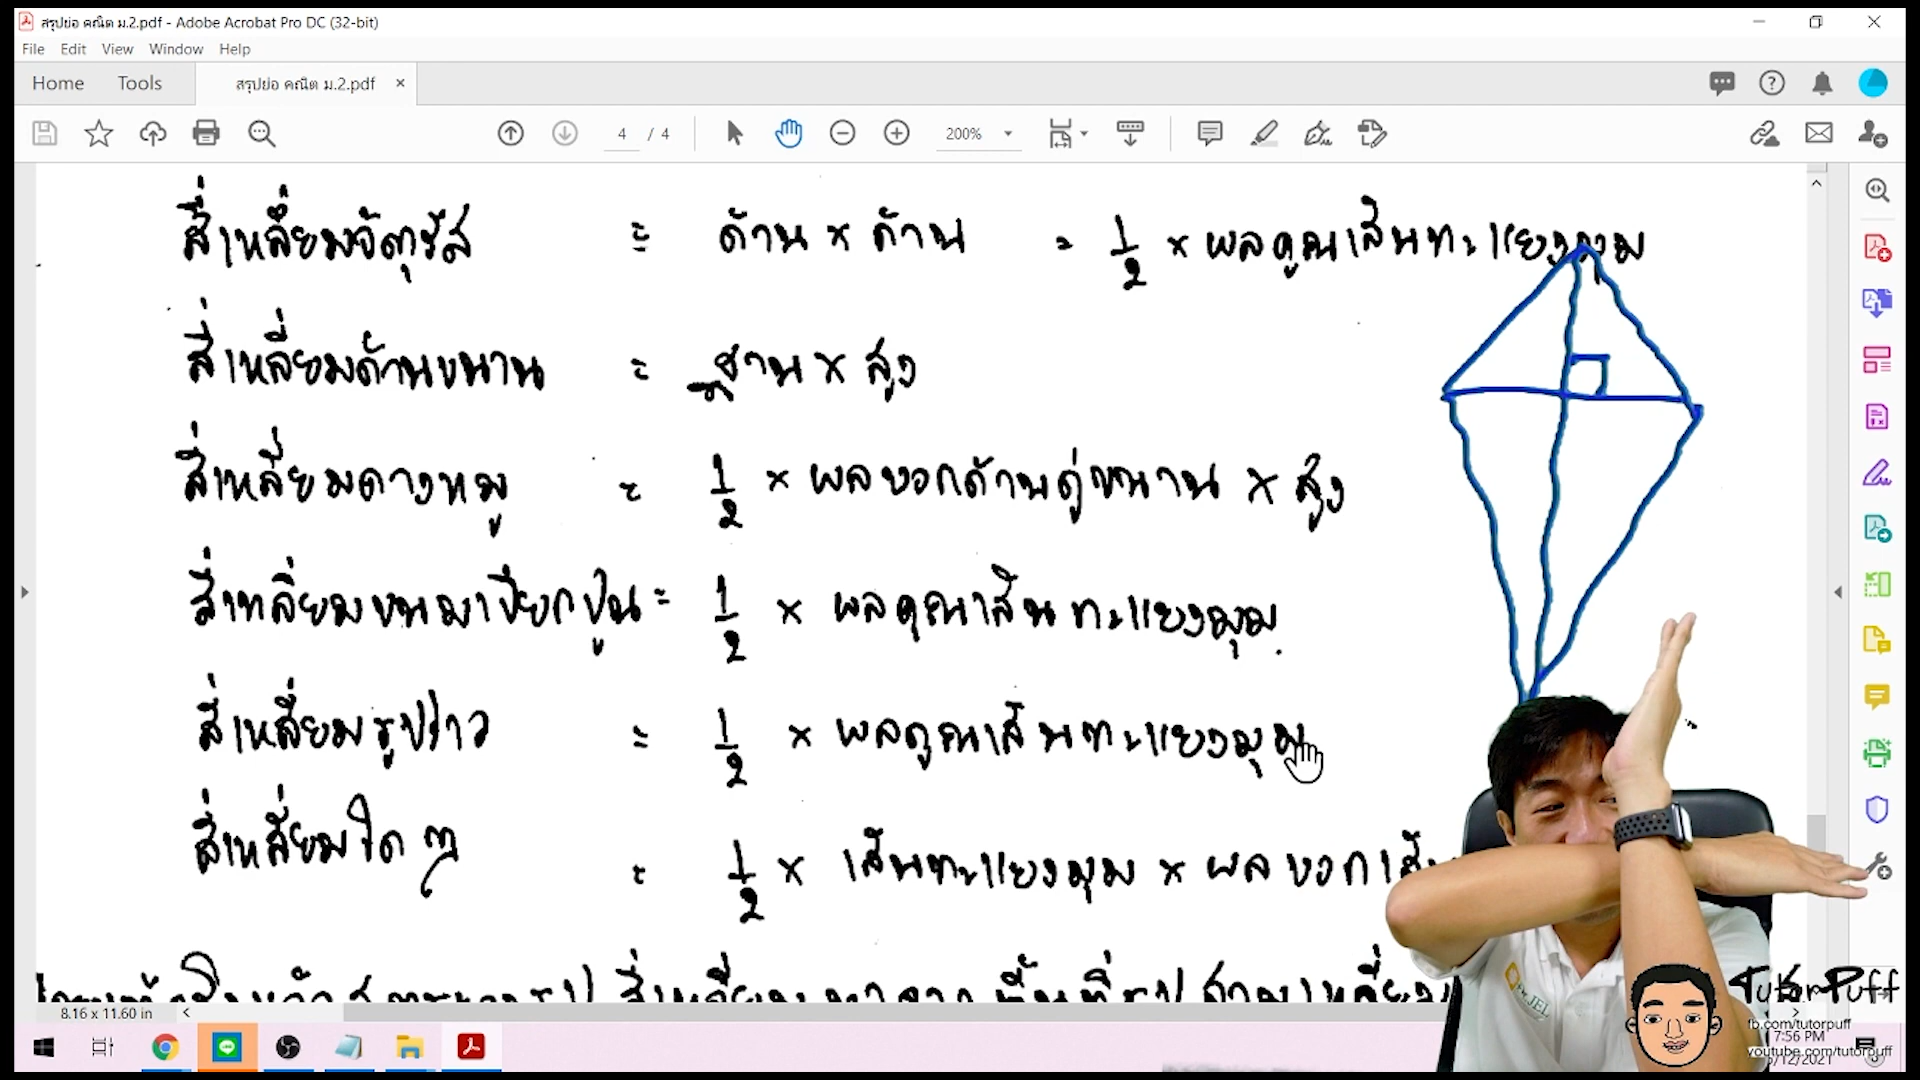 สรุปย่อ คณิต ม.2.pdf - Adobe Acrobat Pro DC (32-bit)
File Edit View Window Help
Home Tools สรุปย่อ คณิต ม.2.pdf ×
4 / 4 200%
สี่เหลี่ยมจัตุรัส = ด้าน × ด้าน = 1/2 × ผลคูณเส้นทะแยงมุม
สี่เหลี่ยมด้านขนาน = ฐาน × สูง
สี่เหลี่ยมคางหมู = 1/2 × ผลบวกด้านคู่ขนาน × สูง
สี่หลี่ยมขนมเปียกปูน = 1/2 × ผลคูณเส้นทะแยงมุม
สี่เหลี่ยมรูปว่าว = 1/2 × ผลคูณเส้นทะแยงมุม
สี่เหลี่ยมใดๆ = 1/2 × เส้นทะแยงมุม × ผลบวกเส้
Dr.JEL
TutorPuff
8.16 x 11.60 in
fb.com/tutorpuff
7:56 PM
youtube.com/tutorpuff
/12/2021